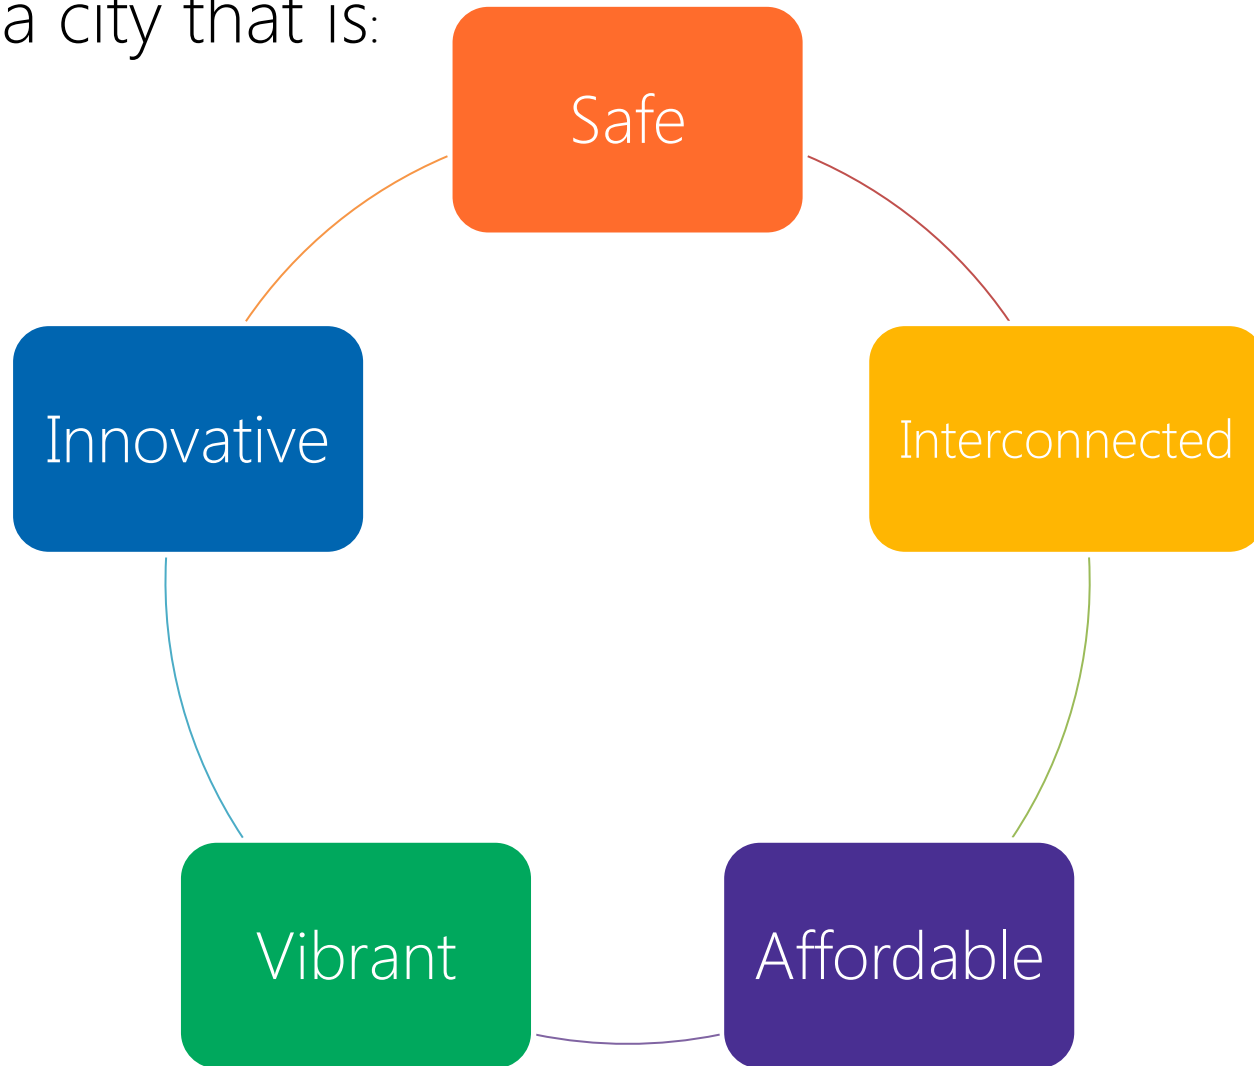 a city that is:
Safe
Interconnected
Affordable
Vibrant
Innovative